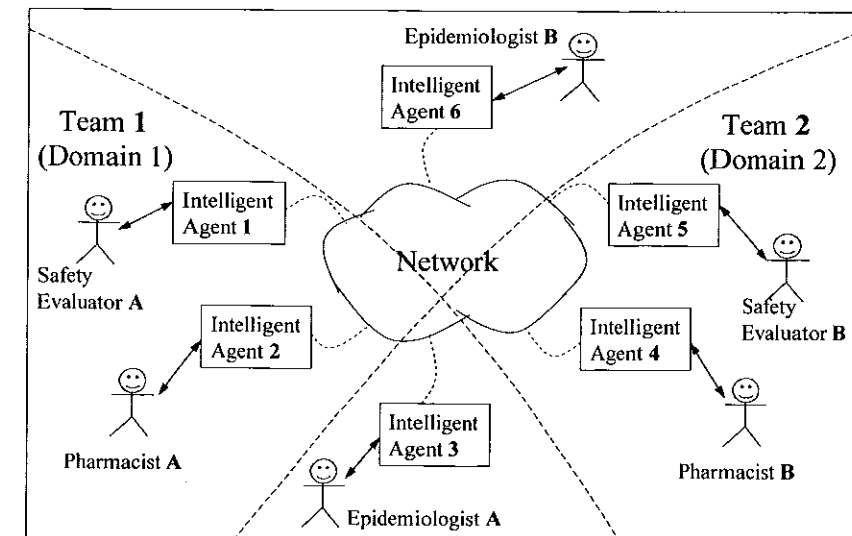 Epidemiologist B
Intelligent
Agent 6
Team 1
(Domain 1)
Team 2
(Domain 2)
Intelligent
Agent 1
Intelligent
Agent 5
Network
Safety
Evaluator A
Safety
Evaluator B
Intelligent
Agent 2
Intelligent
Agent 4
Intelligent
Agent 3
Pharmacist A
Pharmacist B
Epidemiologist A